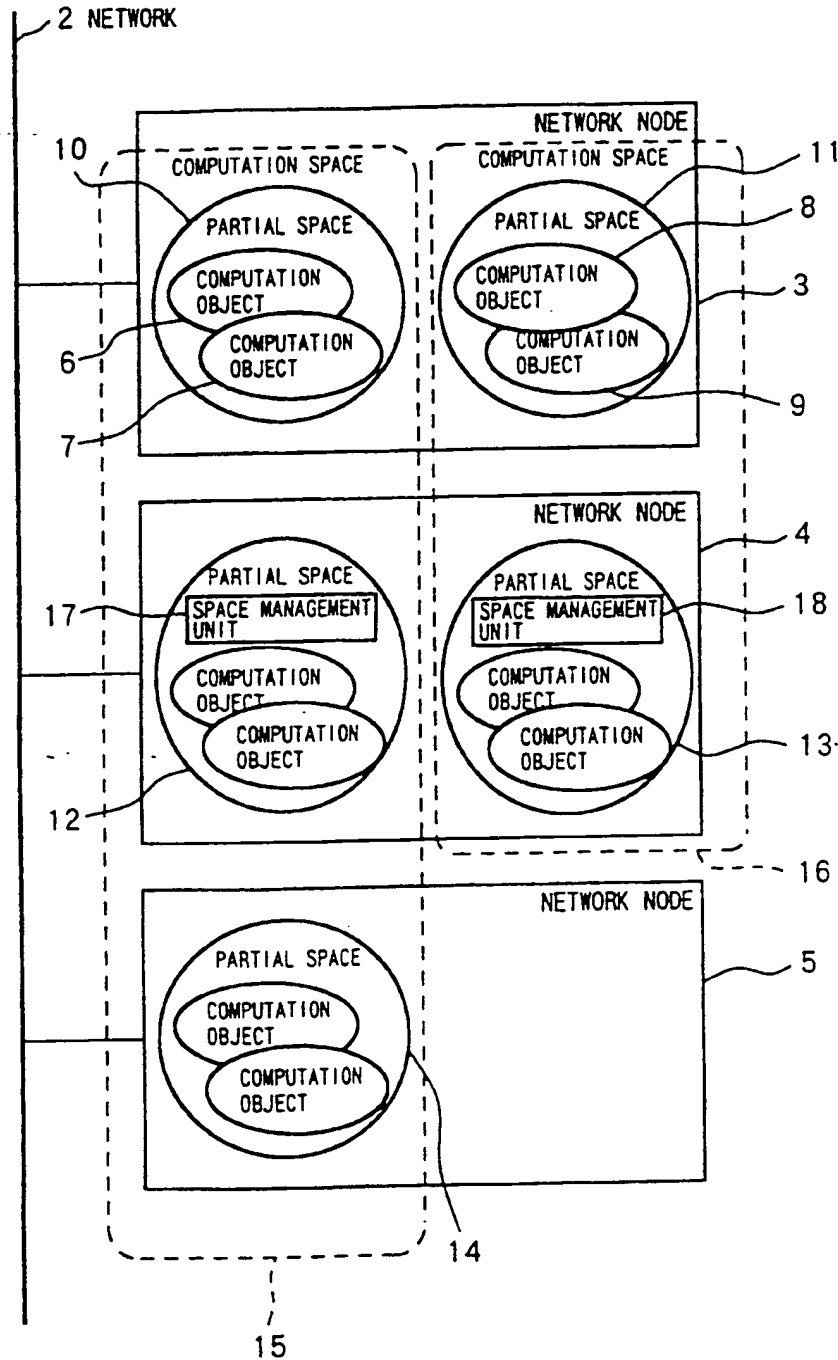 2 NETWORK
NETWORK NODE
10
COMPUTATION SPACE
COMPUTATION SPACE
11
PARTIAL SPACE
PARTIAL SPACE
8
COMPUTATION
OBJECT
COMPUTATION
OBJECT
3
6
COMPUTATION
OBJECT
COMPUTATION
OBJECT
7
9
NETWORK NODE
4
PARTIAL SPACE
PARTIAL SPACE
17
SPACE MANAGEMENT
UNIT
SPACE MANAGEMENT
UNIT
18
COMPUTATION
OBJECT
COMPUTATION
OBJECT
COMPUTATION
OBJECT
COMPUTATION
OBJECT
13
12
16
NETWORK NODE
PARTIAL SPACE
5
COMPUTATION
OBJECT
COMPUTATION
OBJECT
14
15